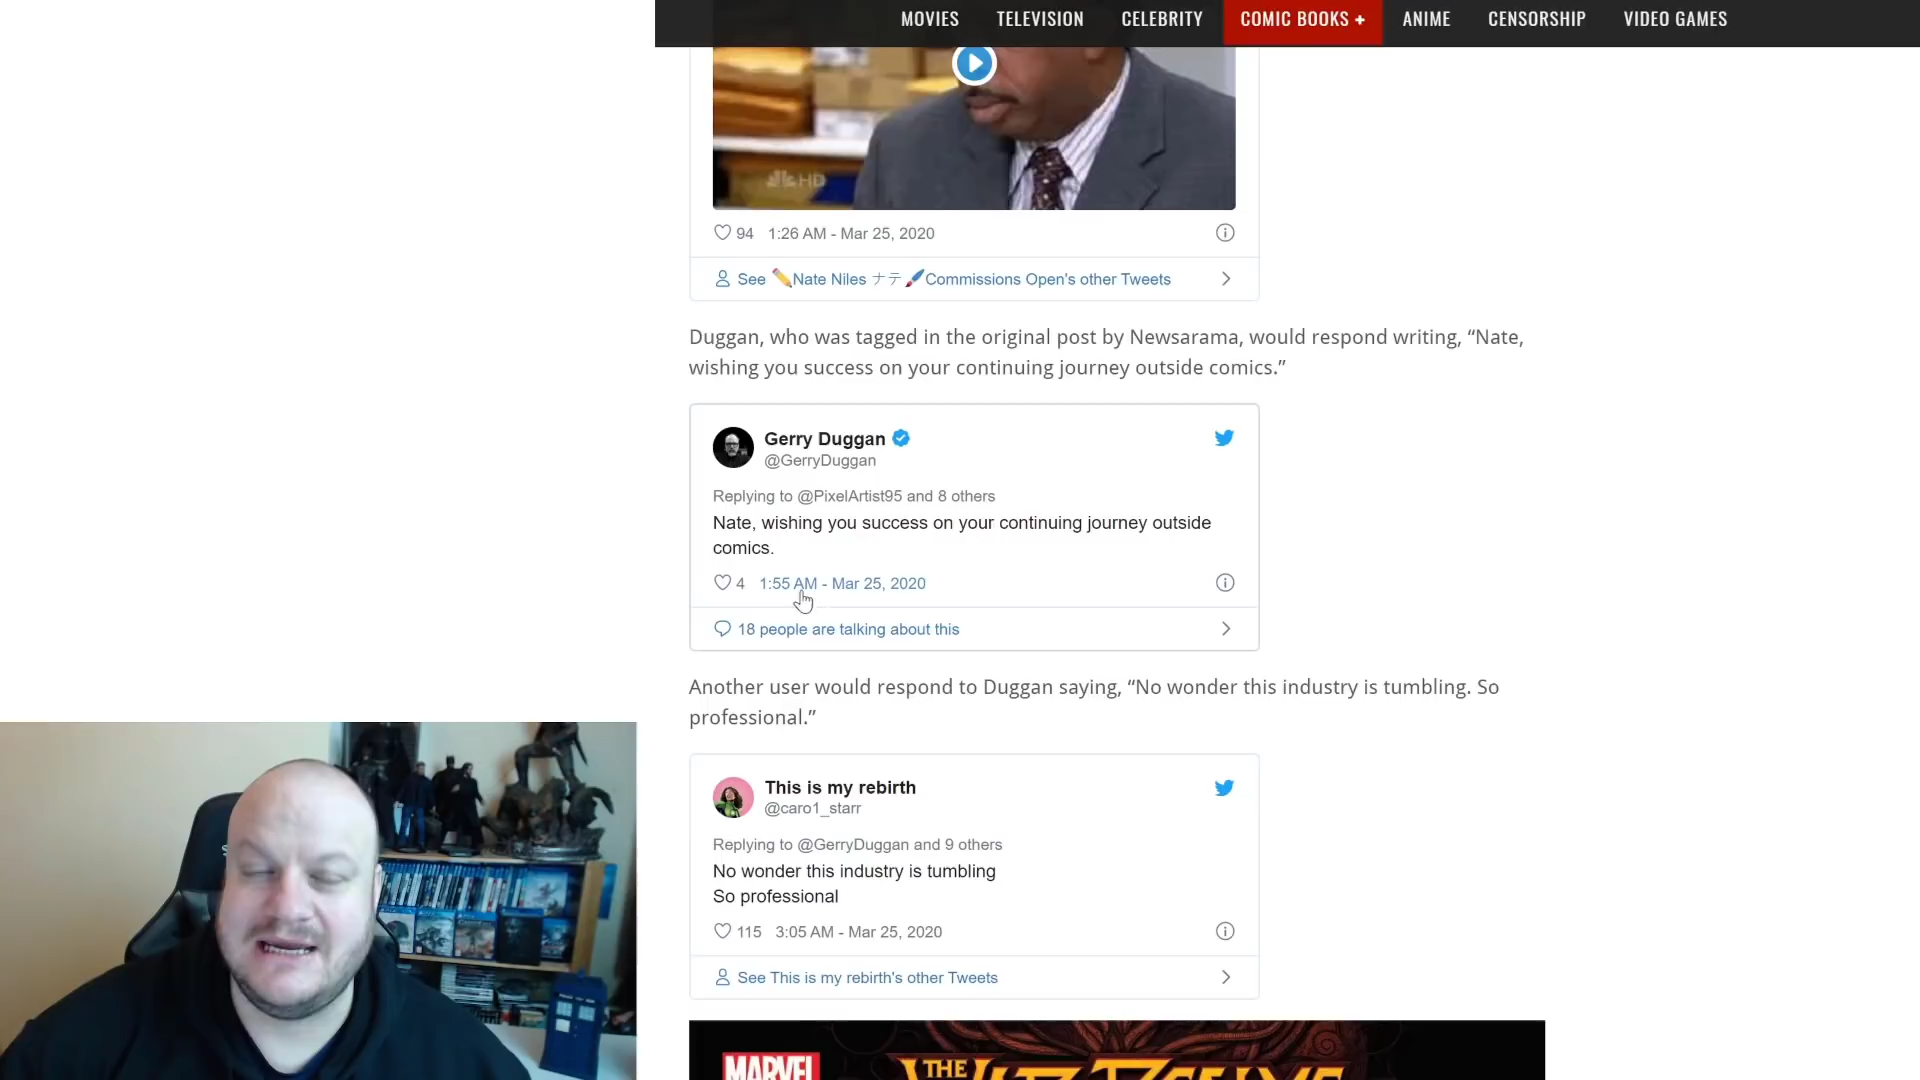 MOVIES TELEVISION CELEBRITY COMIC BOOKS + ANIME CENSORSHIP VIDEO GAMES
HD
94 1:26 AM - Mar 25, 2020
See ✏️Nate Niles ナテ🖌️Commissions Open's other Tweets
Duggan, who was tagged in the original post by Newsarama, would respond writing, “Nate,
wishing you success on your continuing journey outside comics.”
Gerry Duggan
@GerryDuggan
Replying to @PixelArtist95 and 8 others
Nate, wishing you success on your continuing journey outside
comics.
4 1:55 AM - Mar 25, 2020
18 people are talking about this
Another user would respond to Duggan saying, “No wonder this industry is tumbling. So
professional.”
This is my rebirth
@caro1_starr
Replying to @GerryDuggan and 9 others
No wonder this industry is tumbling
So professional
115 3:05 AM - Mar 25, 2020
See This is my rebirth's other Tweets
MARVEL
THE